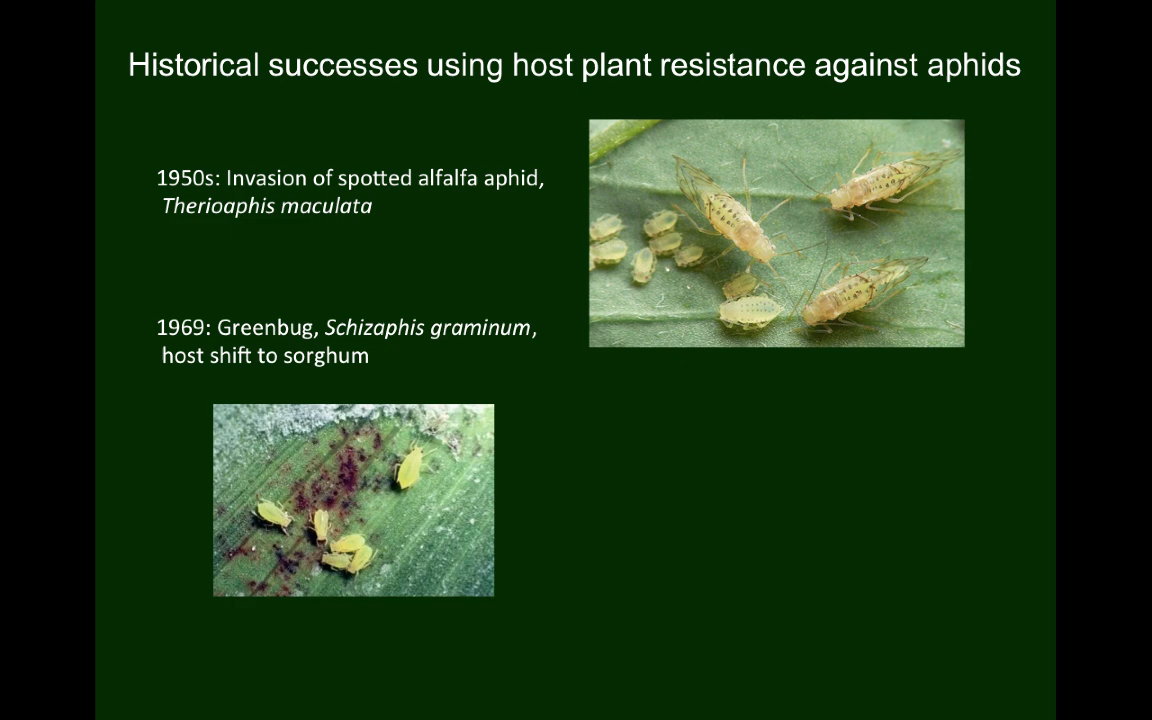 Historical successes using host plant resistance against aphids
1950s: Invasion of spotted alfalfa aphid,
Therioaphis maculata
1969: Greenbug, Schizaphis graminum,
host shift to sorghum